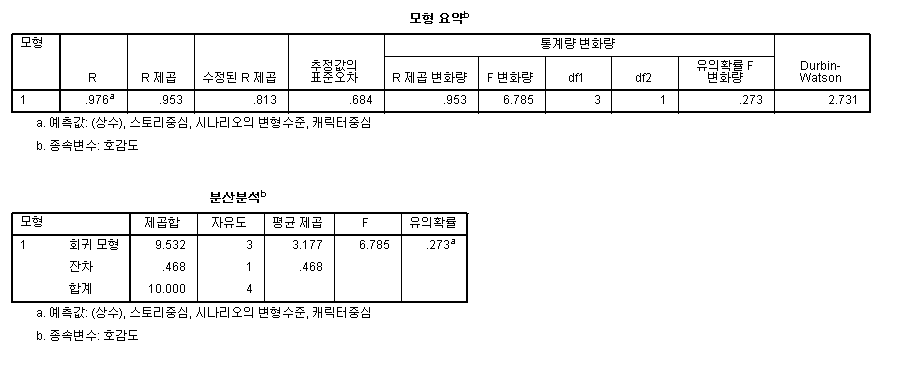 모형 요약b
모형 R R 제곱 수정된 R 제곱 추정값의 표준오차 통계량 변화량 Durbin-Watson
R 제곱 변화량 F 변화량 df1 df2 유의확률 F 변화량
1 .976a .953 .813 .684 .953 6.785 3 1 .273 2.731
a. 예측값: (상수), 스토리중심, 시나리오의 변형수준, 캐릭터중심
b. 종속변수: 호감도
분산분석b
모형 제곱합 자유도 평균 제곱 F 유의확률
1 회귀 모형 9.532 3 3.177 6.785 .273a
잔차 .468 1 .468
합계 10.000 4
a. 예측값: (상수), 스토리중심, 시나리오의 변형수준, 캐릭터중심
b. 종속변수: 호감도